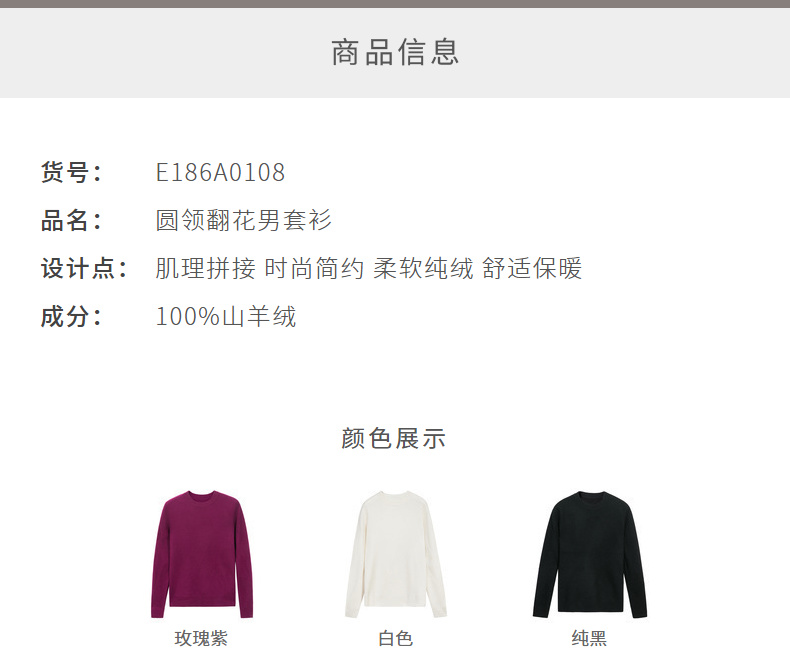 商品信息
货号： E186A0108
品名： 圆领翻花男套衫
设计点： 肌理拼接 时尚简约 柔软纯绒 舒适保暖
成分： 100%山羊绒
颜色展示
玫瑰紫 白色 纯黑